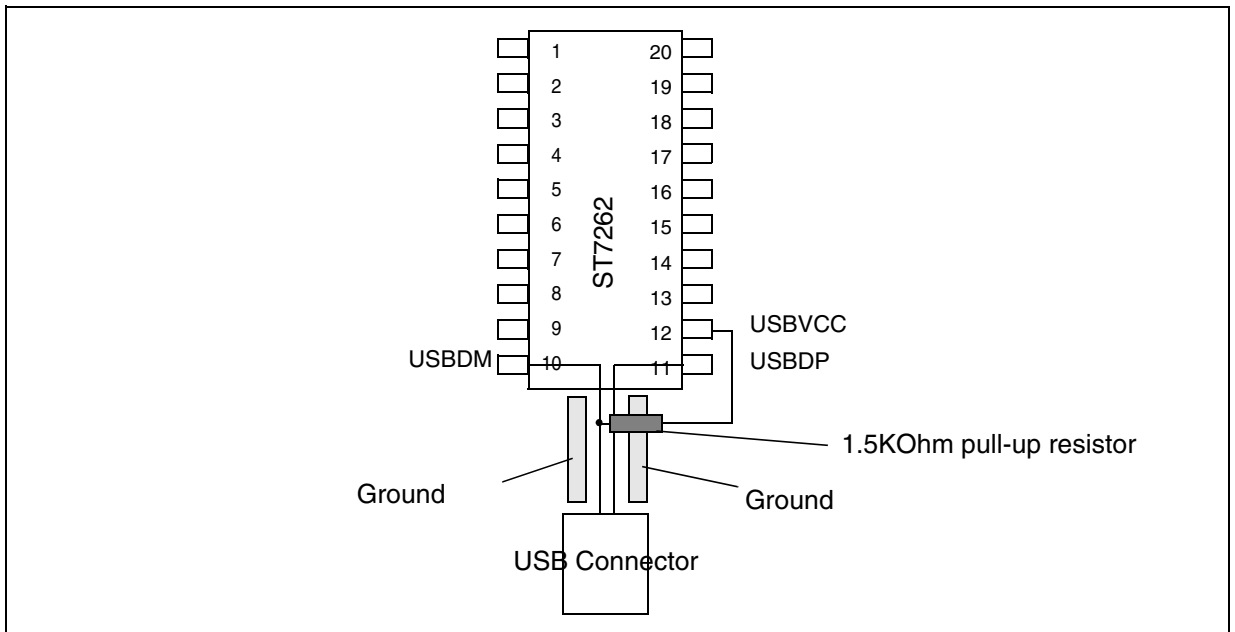 1 20
2 19
3 18
4 17
5 16
6 15
7 14
8 13
9 12
10 11
ST7262
USBVCC
USBDM
USBDP
1.5KOhm pull-up resistor
Ground
Ground
USB Connector